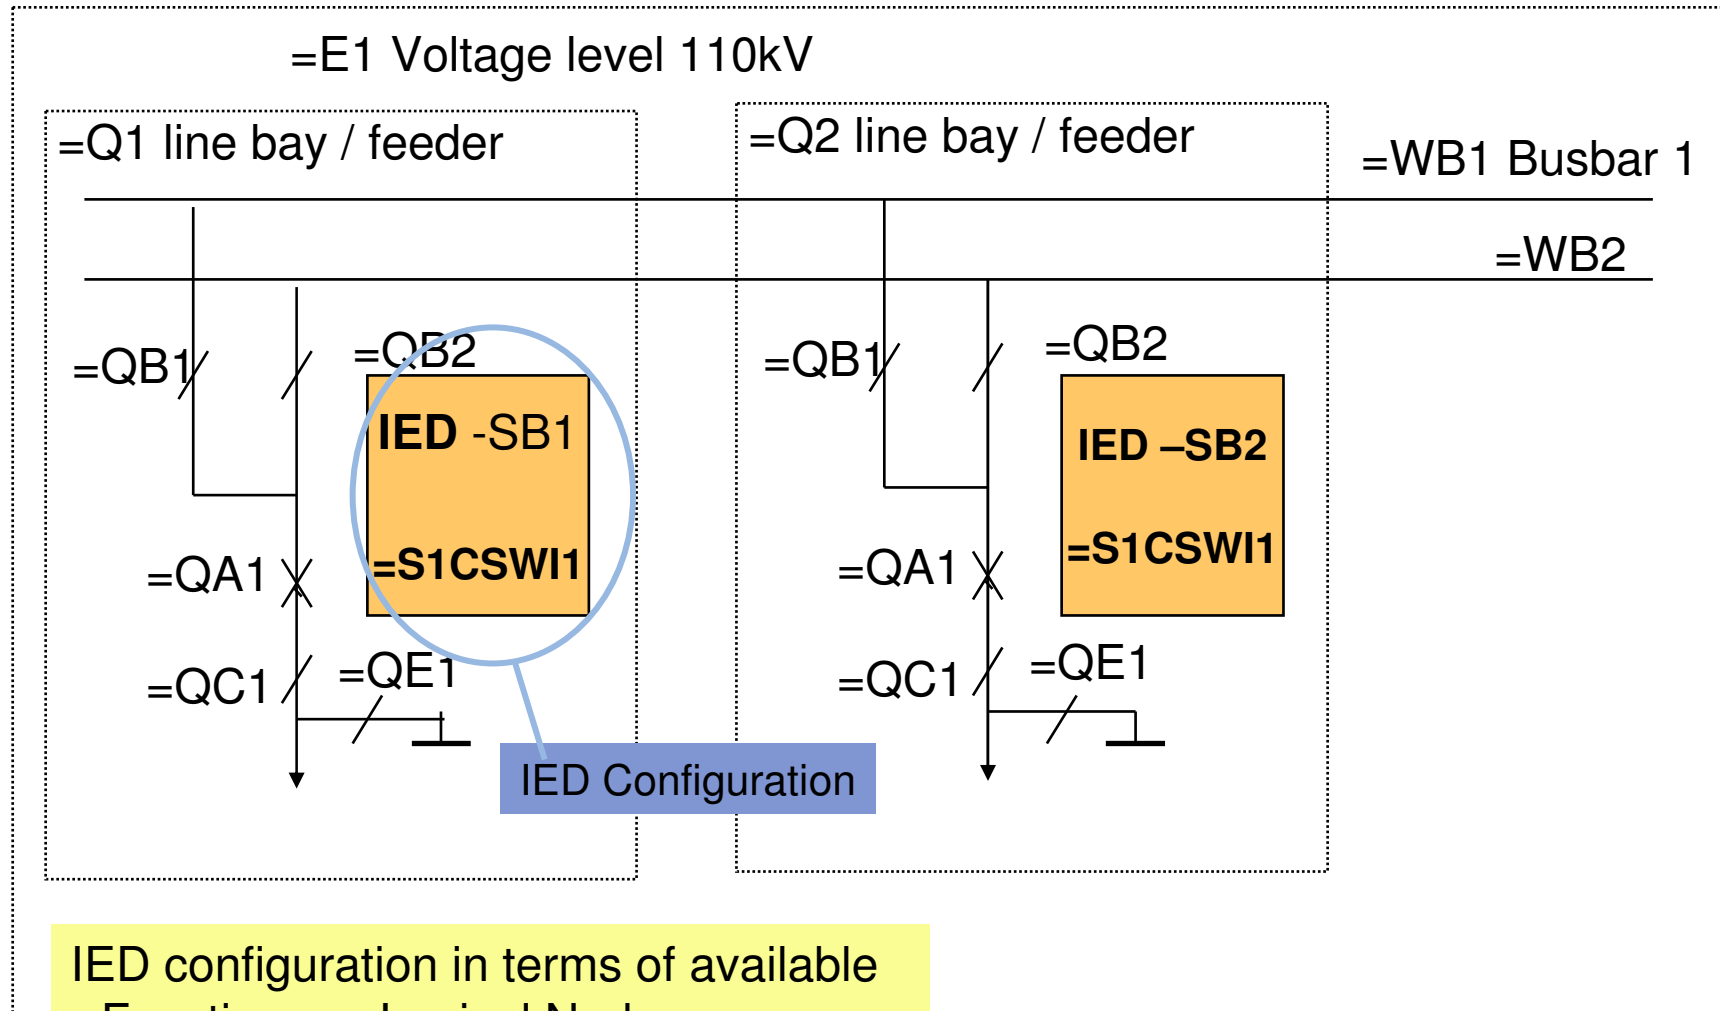 =E1 Voltage level 110kV
=Q1 line bay / feeder
=Q2 line bay / feeder
=WB1 Busbar 1
=WB2
=QB1
=QB2
IED -SB1
=S1CSWI1
=QA1
=QC1
=QE1
=QB1
=QB2
IED –SB2
=S1CSWI1
=QA1
=QC1
=QE1
IED Configuration
IED configuration in terms of available